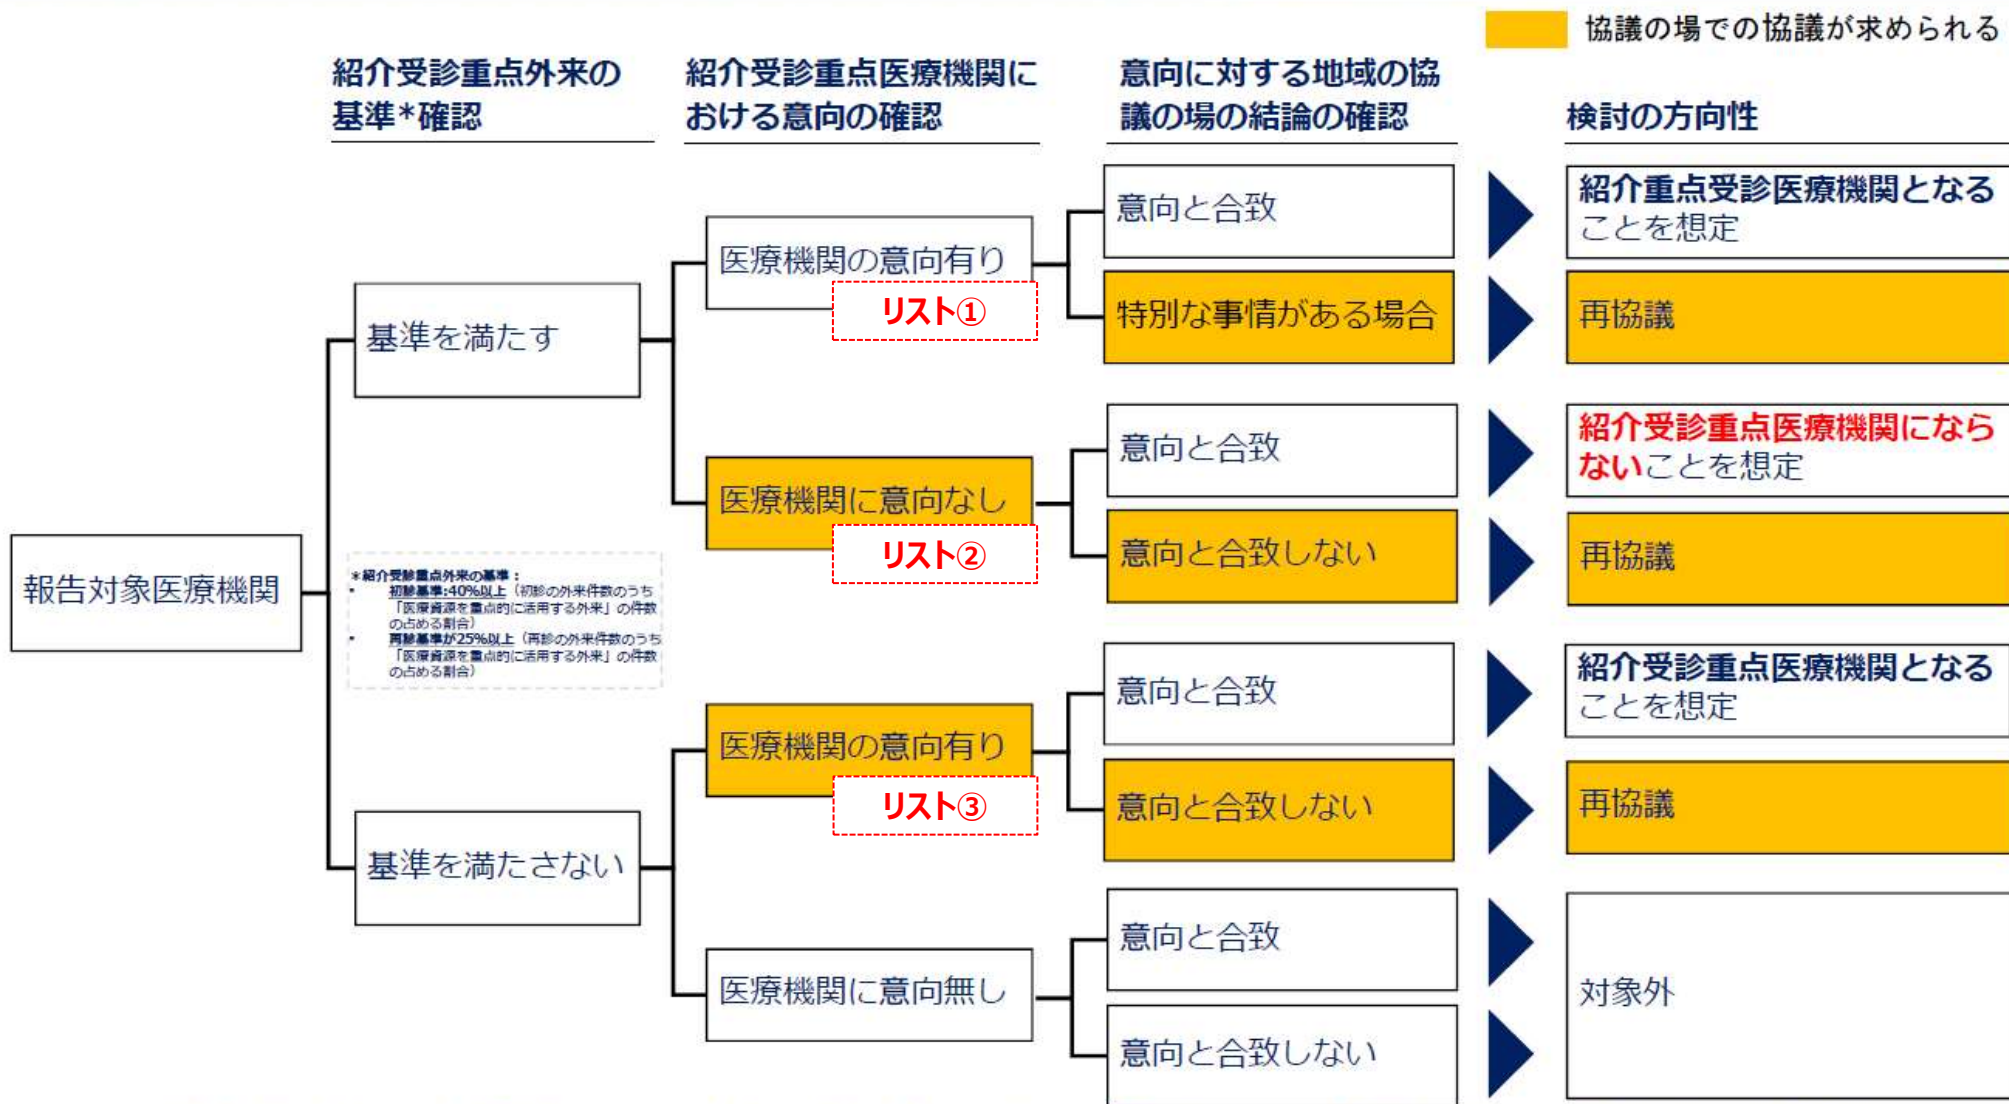 協議の場での協議が求められる
紹介受診重点外来の
基準*確認
紹介受診重点医療機関に
おける意向の確認
意向に対する地域の協
議の場の結論の確認
検討の方向性
報告対象医療機関
基準を満たす
医療機関の意向有り
リスト①
意向と合致
紹介重点受診医療機関となる
ことを想定
特別な事情がある場合
再協議
医療機関に意向なし
リスト②
意向と合致
紹介受診重点医療機関になら
ないことを想定
意向と合致しない
再協議
*紹介受診重点外来の基準：
• 初診基準:40%以上（初診の外来件数のうち
「医療資源を重点的に活用する外来」の件数
の占める割合）
• 再診基準が25%以上（再診の外来件数のうち
「医療資源を重点的に活用する外来」の件数
の占める割合）
基準を満たさない
医療機関の意向有り
リスト③
意向と合致
紹介受診重点医療機関となる
ことを想定
意向と合致しない
再協議
医療機関に意向無し
意向と合致
意向と合致しない
対象外